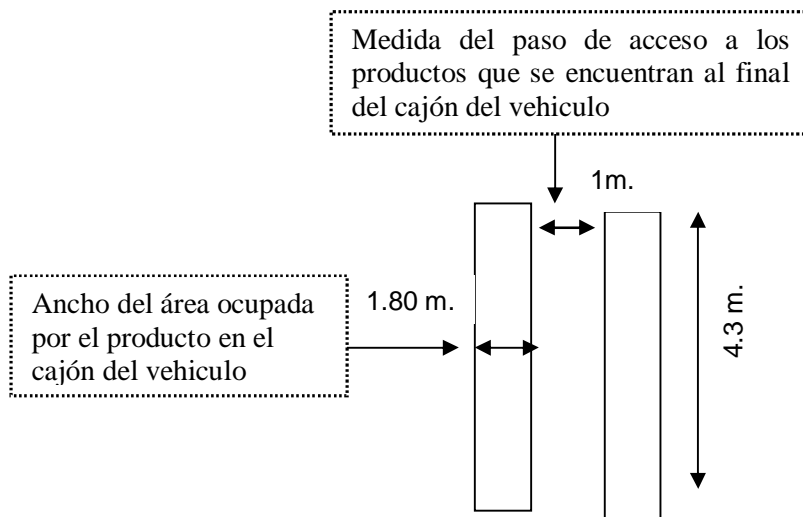 Medida del paso de acceso a los
productos que se encuentran al final
del cajón del vehiculo
1m.
Ancho del área ocupada
por el producto en el
cajón del vehiculo
1.80 m.
4.3 m.